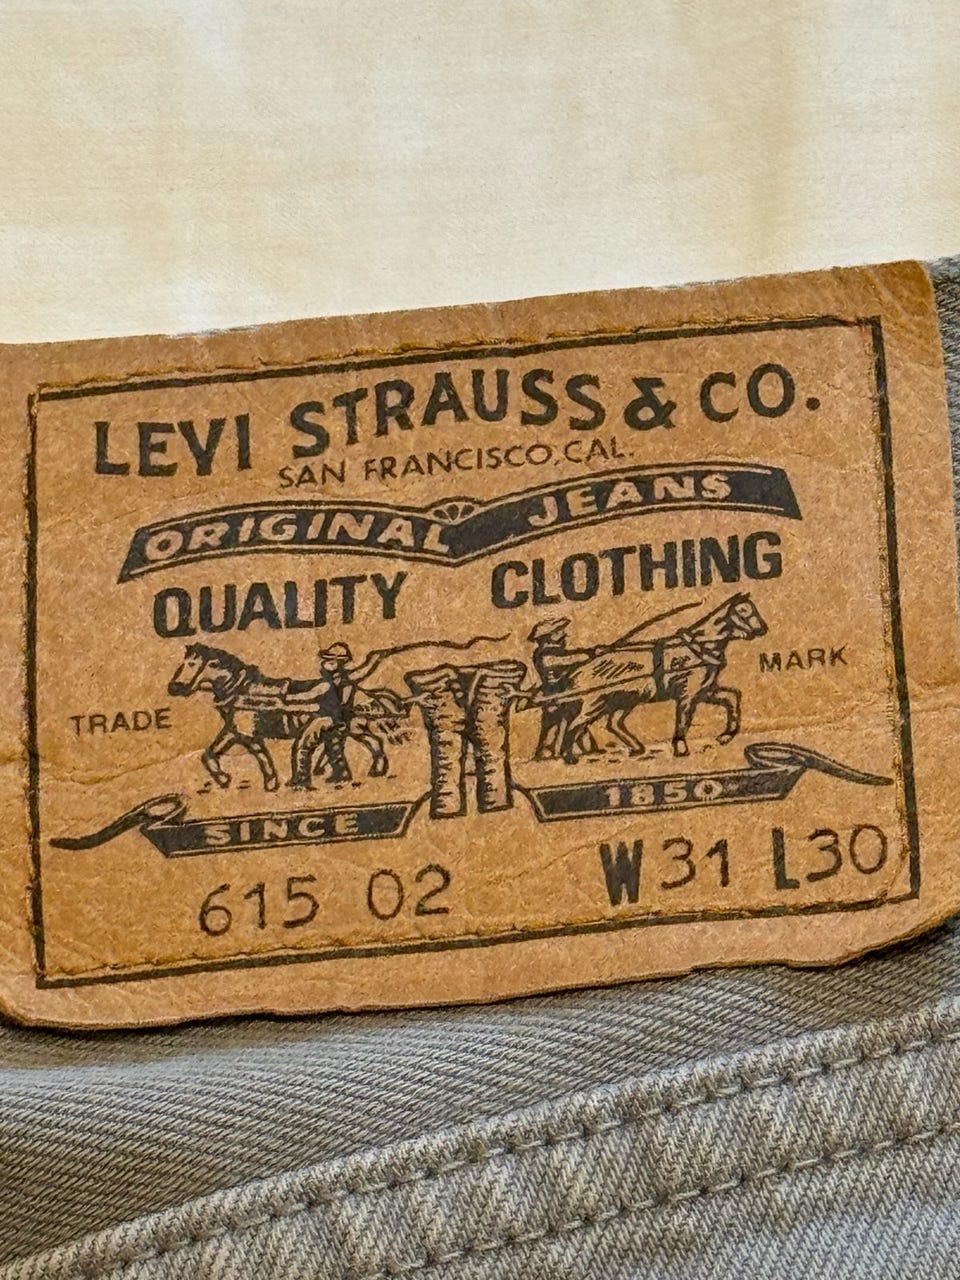 LEVI STRAUSS & CO.
SAN FRANCISCO, CAL.
ORIGINAL JEANS
QUALITY CLOTHING
TRADE MARK
SINCE 1850
615 02 W31 L30